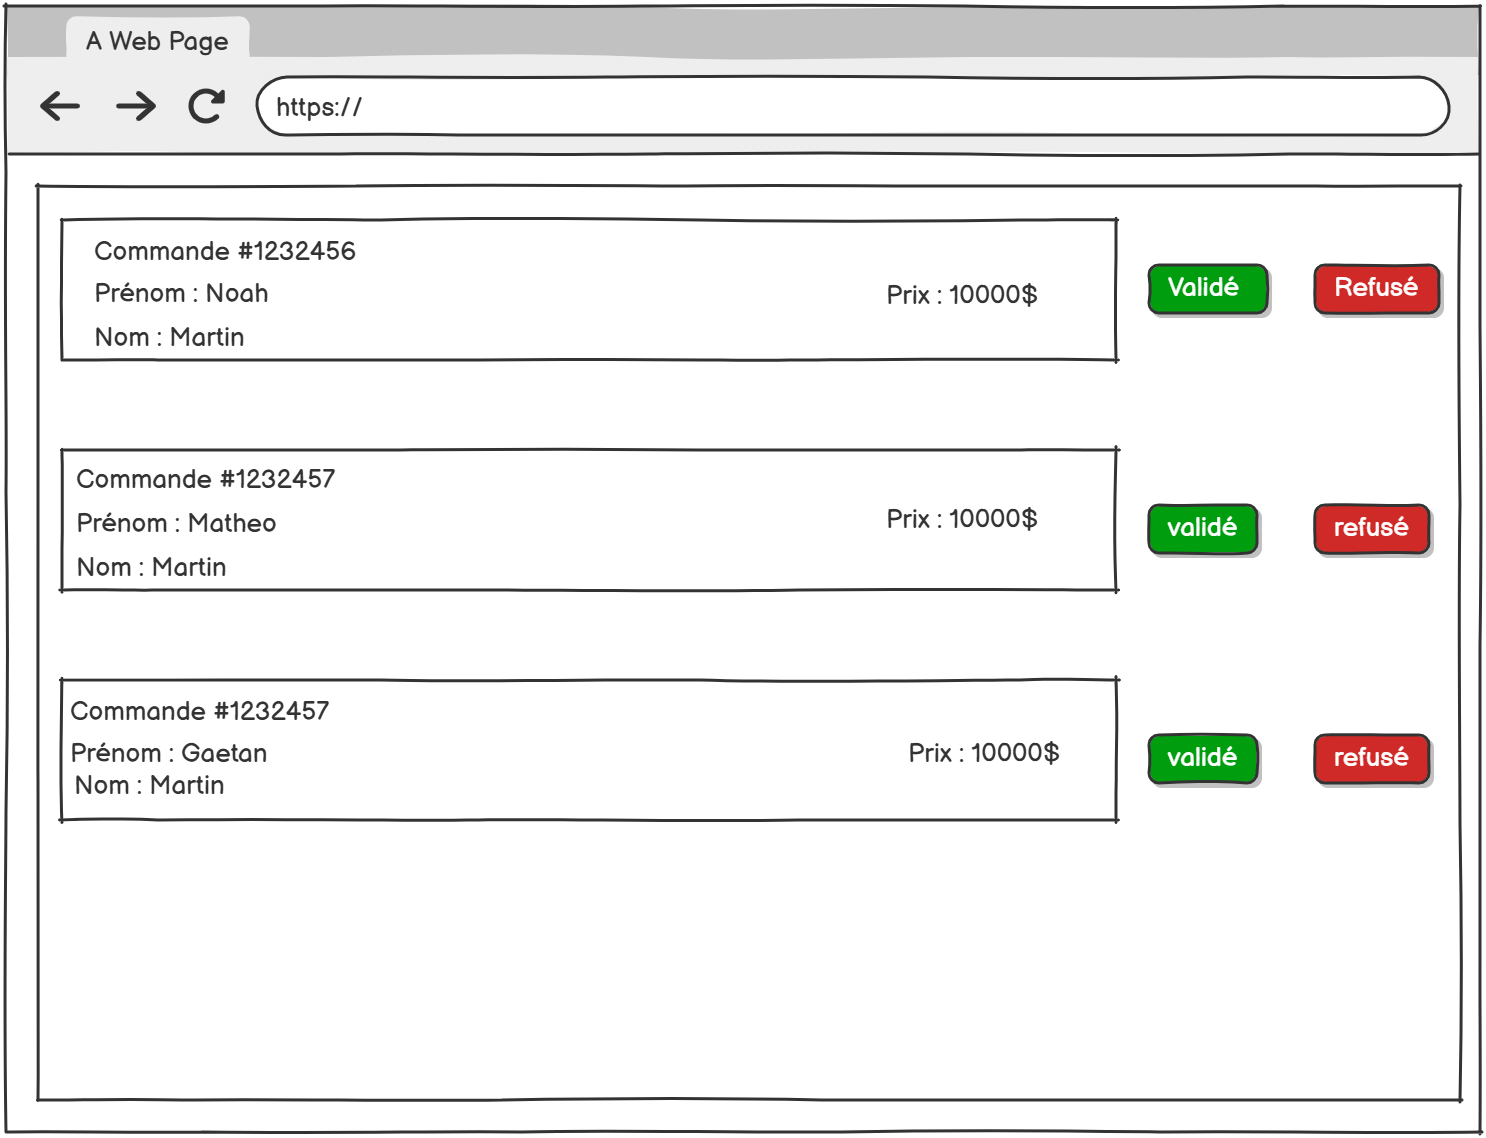 A Web Page
https://
Commande #1232456
Prénom : Noah
Nom : Martin
Prix : 10000$
Validé
Refusé
Commande #1232457
Prénom : Matheo
Nom : Martin
Prix : 10000$
validé
refusé
Commande #1232457
Prénom : Gaetan
Nom : Martin
Prix : 10000$
validé
refusé